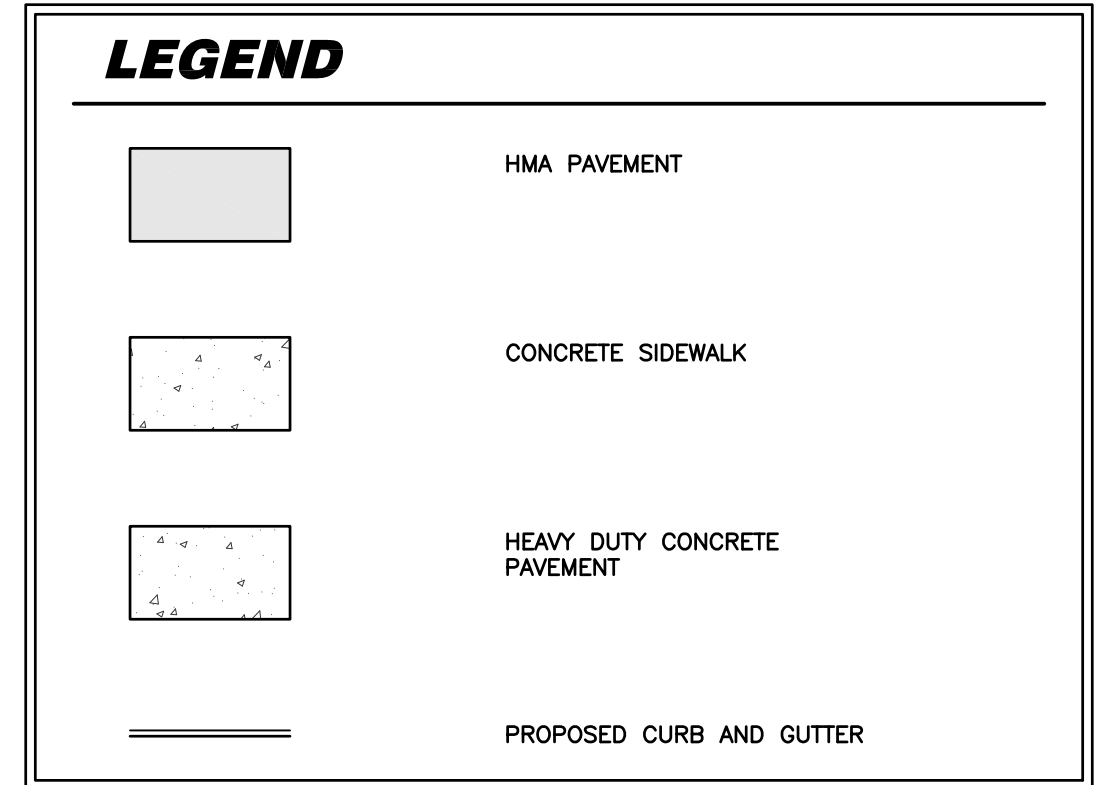 LEGEND
HMA PAVEMENT
CONCRETE SIDEWALK
HEAVY DUTY CONCRETE
PAVEMENT
PROPOSED CURB AND GUTTER